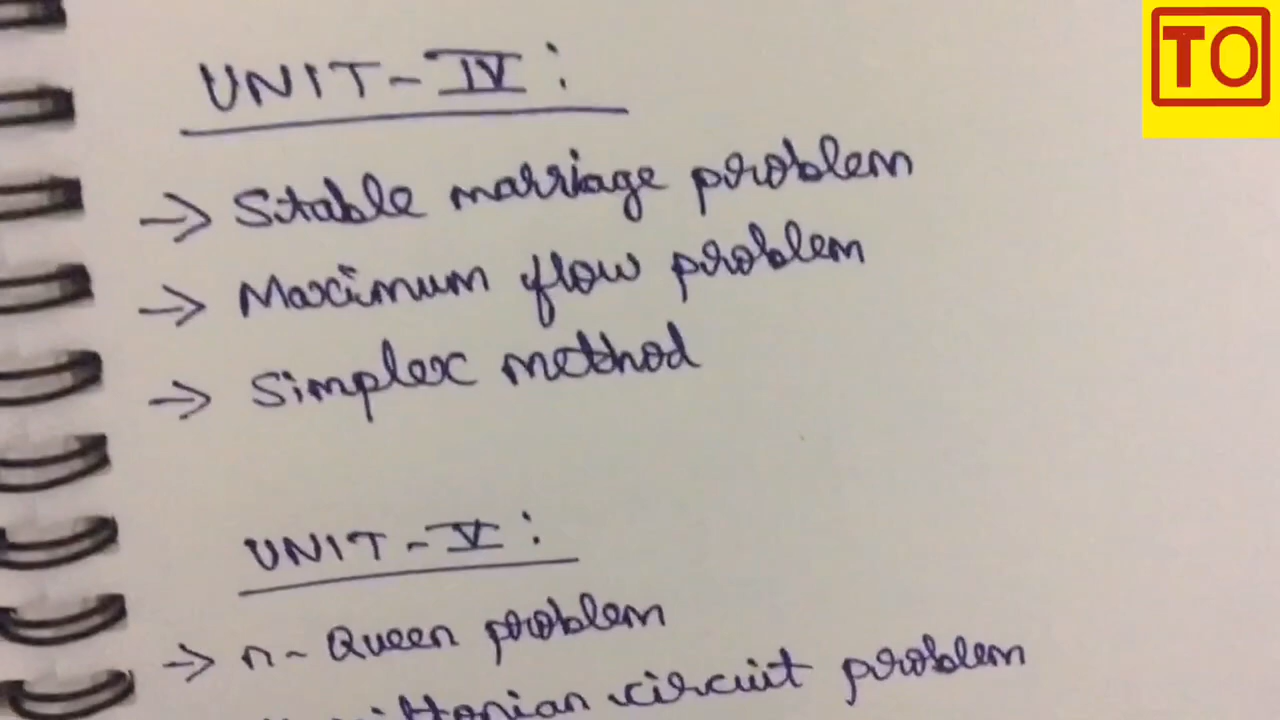 TO
UNIT-IV:
→ Stable marriage problem
→ Maximum flow problem
→ Simplex method
UNIT-V:
→ n-Queen problem
circuit problem